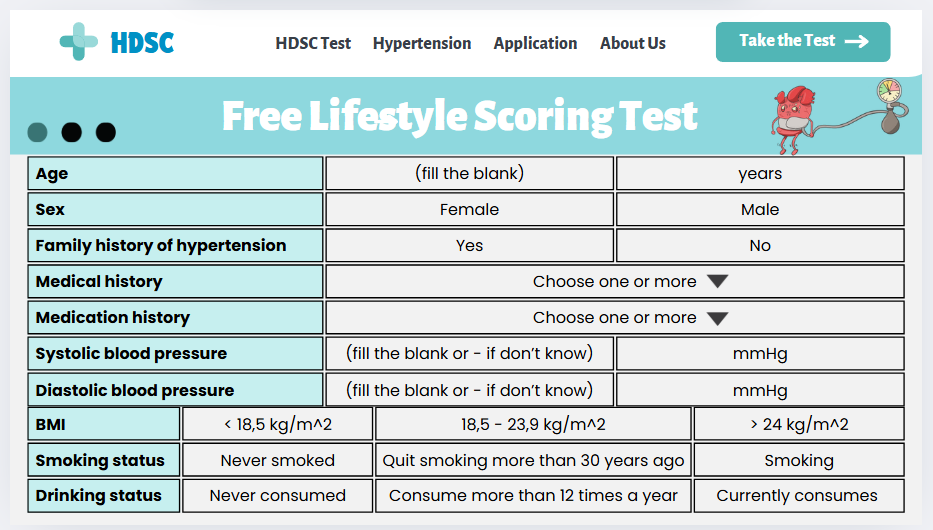 HDSC
HDSC Test Hypertension Application About Us Take the Test
Free Lifestyle Scoring Test
Age (fill the blank) years
Sex Female Male
Family history of hypertension Yes No
Medical history Choose one or more
Medication history Choose one or more
Systolic blood pressure (fill the blank or - if don’t know) mmHg
Diastolic blood pressure (fill the blank or - if don’t know) mmHg
BMI < 18,5 kg/m^2 18,5 - 23,9 kg/m^2 > 24 kg/m^2
Smoking status Never smoked Quit smoking more than 30 years ago Smoking
Drinking status Never consumed Consume more than 12 times a year Currently consumes